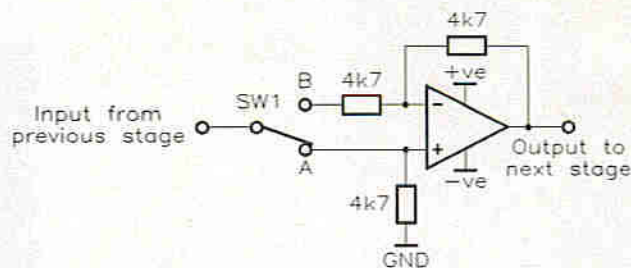 4k7
+ve
B
4k7
SW1
Input from
previous stage
-
+
A
Output to
next stage
-ve
4k7
GND